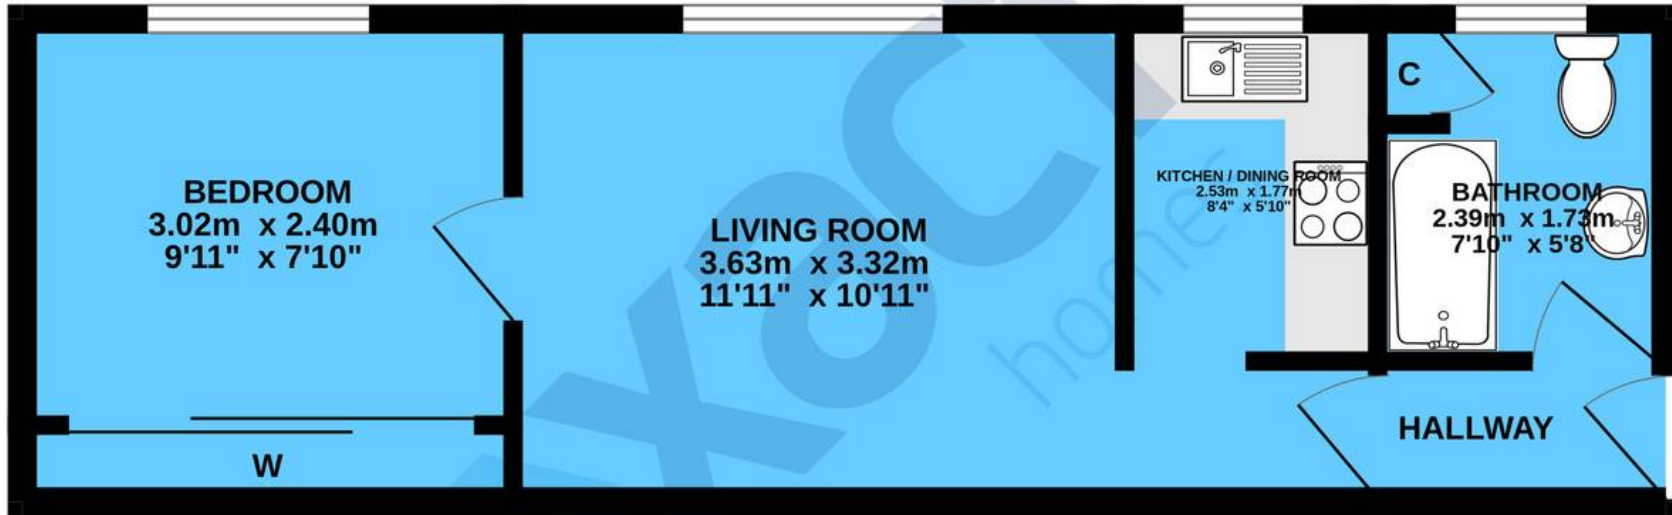 BEDROOM
3.02m x 2.40m
9'11" x 7'10"
W
LIVING ROOM
3.63m x 3.32m
11'11" x 10'11"
KITCHEN / DINING ROOM
2.53m x 1.77m
8'4" x 5'10"
C
BATHROOM
2.39m x 1.73m
7'10" x 5'8"
HALLWAY
homes